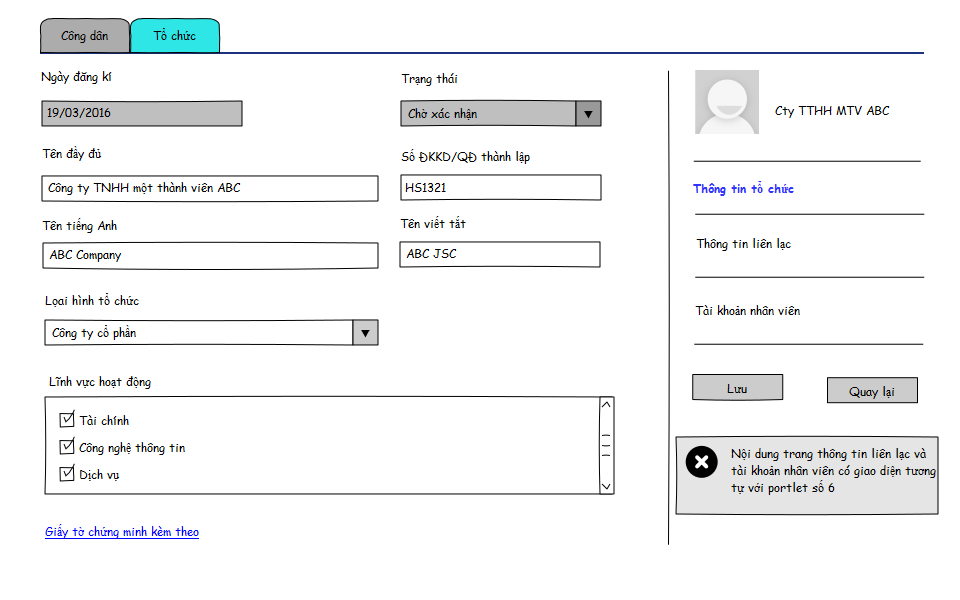 Công dân
Tổ chức
Ngày đăng kí
Trạng thái
19/03/2016
Chờ xác nhận
Tên đầy đủ
Số ĐKKD/QĐ thành lập
Công ty TNHH một thành viên ABC
HS1321
Tên tiếng Anh
Tên viết tắt
ABC Company
ABC JSC
Loại hình tổ chức
Công ty cổ phần
Lĩnh vực hoạt động
Tài chính
Công nghệ thông tin
Dịch vụ
Giấy tờ chứng minh kèm theo
Cty TTHH MTV ABC
Thông tin tổ chức
Thông tin liên lạc
Tài khoản nhân viên
Lưu
Quay lại
Nội dung trang thông tin liên lạc và
tài khoản nhân viên có giao diện tương
tự với portlet số 6